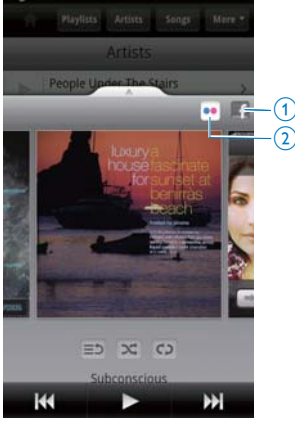 Playlists Artists Songs More
Artists
People Under The Stairs
1
2
luxury a
house fascinate
for sunset at
benirras
beach
Subconscious